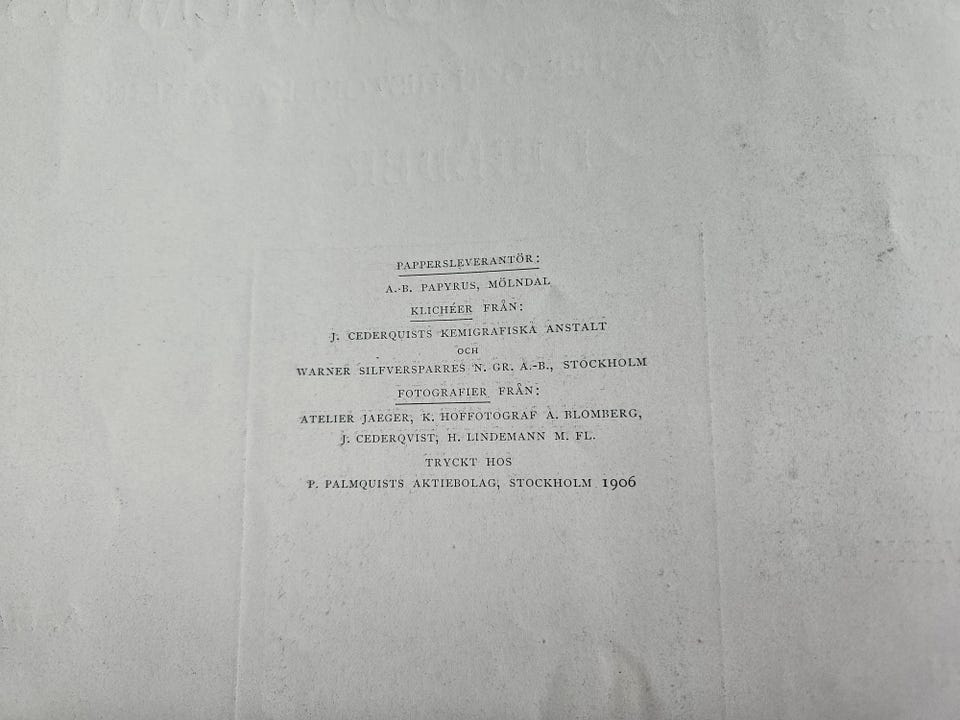 PAPPERSLEVERANTÖR:
A.-B. PAPYRUS, MÖLNDAL
KLICHÉER FRÅN:
J. CEDERQUISTS KEMIGRAFISKA ANSTALT
OCH
WARNER SILFVERSPARRES N. GR. A.-B., STOCKHOLM
FOTOGRAFIER FRÅN:
ATELIER JAEGER, K. HOFFOTOGRAF A. BLOMBERG,
J. CEDERQVIST, H. LINDEMANN M. FL.
TRYCKT HOS
P. PALMQUISTS AKTIEBOLAG, STOCKHOLM 1906